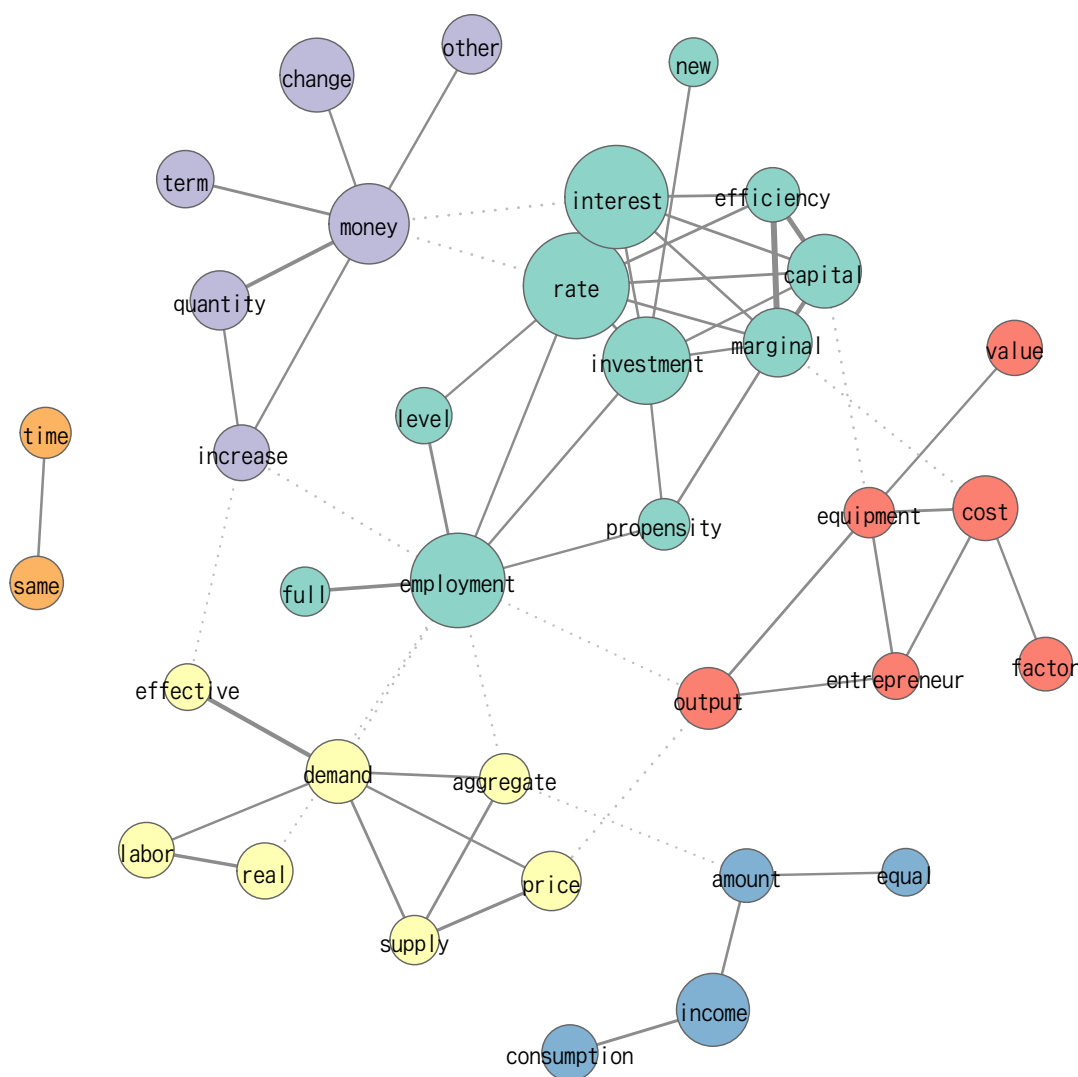 other
change
new
term
interest
efficiency
money
capital
rate
quantity
marginal
value
investment
level
time
increase
equipment
cost
propensity
same
full
employment
factor
entrepreneur
effective
output
demand
aggregate
labor
real
price
amount
equal
supply
income
consumption